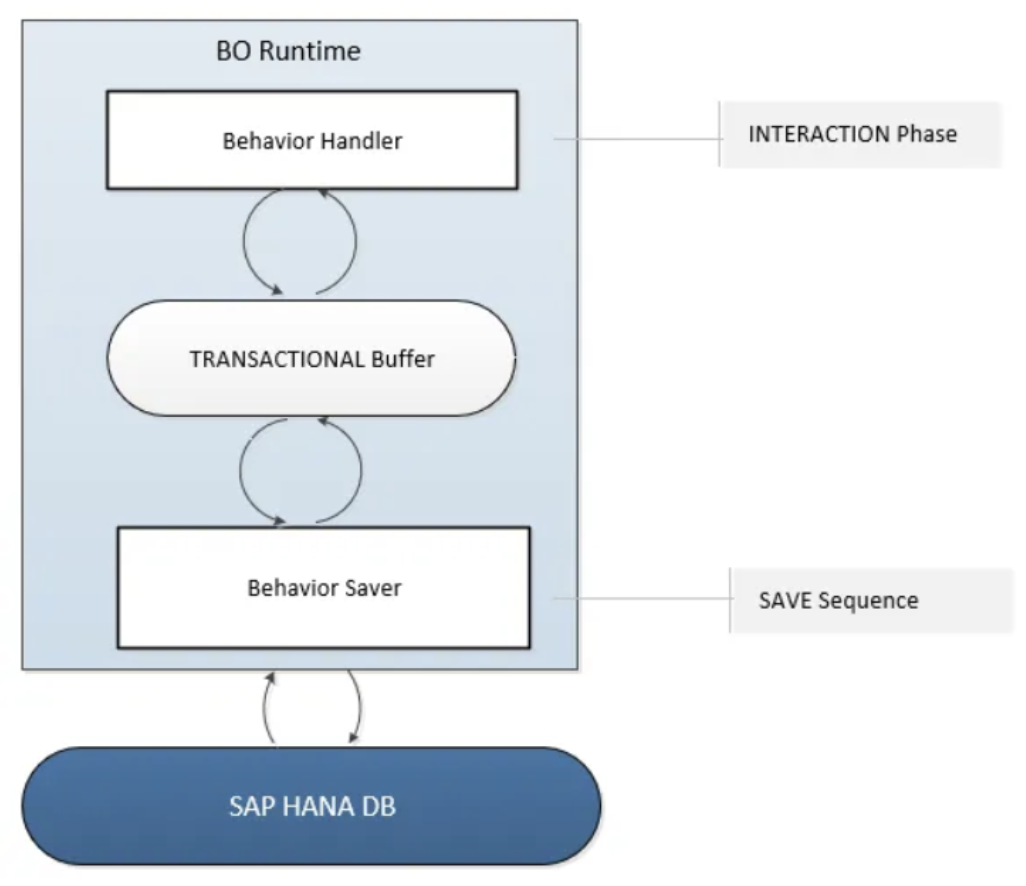 BO Runtime
Behavior Handler
INTERACTION Phase
TRANSACTIONAL Buffer
Behavior Saver
SAVE Sequence
SAP HANA DB